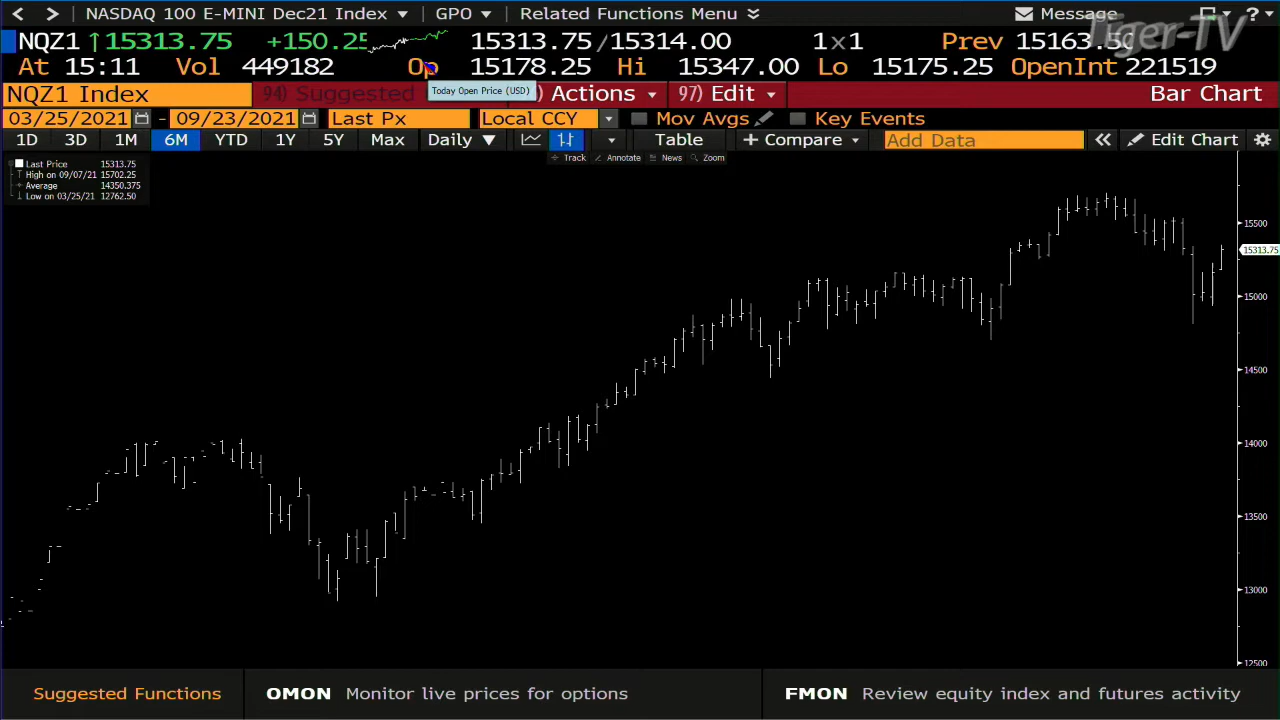 < > NASDAQ 100 E-MINI Dec21 Index GPO Related Functions Menu Message ?
NQZ1 ↑15313.75 +150.25 15313.75/15314.00 1x1 Prev 15163.50
Tiger-TV
At 15:11 Vol 449182 Op 15178.25 Hi 15347.00 Lo 15175.25 OpenInt 221519
Today Open Price (USD)
NQZ1 Index 94) Suggested Actions 97) Edit Bar Chart
03/25/2021 - 09/23/2021 Last Px Local CCY Mov Avgs Key Events
1D 3D 1M 6M YTD 1Y 5Y Max Daily ▼ Table + Compare Add Data « Edit Chart
Track Annotate News Zoom
Last Price 15313.75
High on 09/07/21 15702.25
Average 14350.375
Low on 03/25/21 12762.50
15500
15313.75
15000
14500
14000
13500
13000
12500
Suggested Functions OMON Monitor live prices for options FMON Review equity index and futures activity